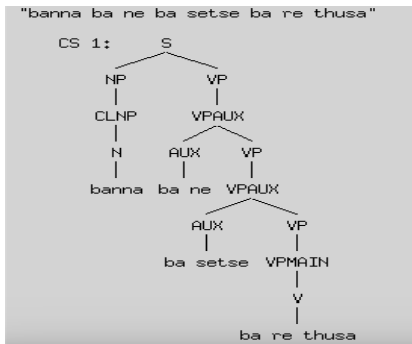 "banna ba ne ba setse ba re thusa"
CS 1: S
NP VP
CLNP VPAUX
N AUX VP
banna ba ne VPAUX
AUX VP
ba setse VPMAIN
V
ba re thusa